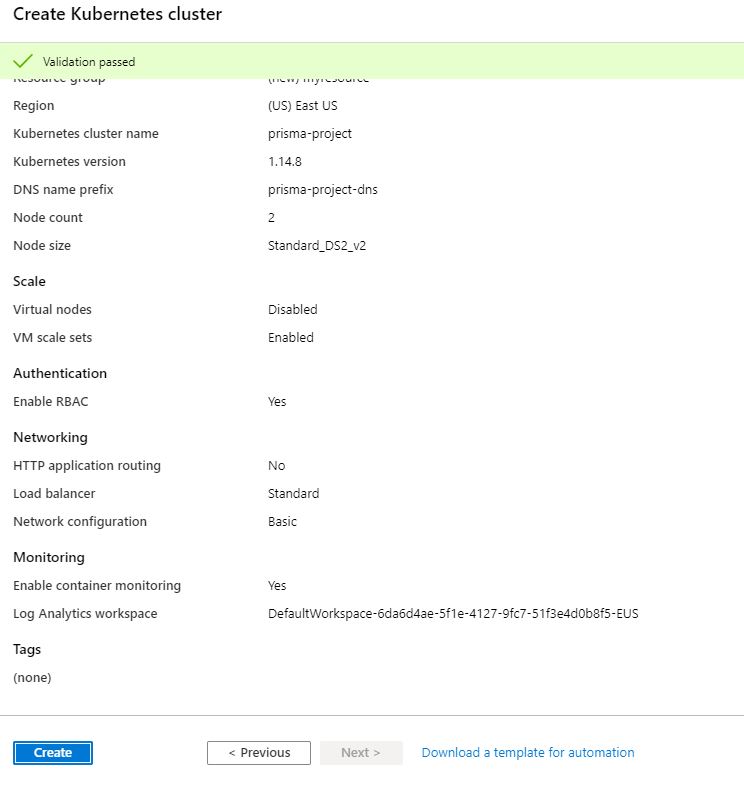 Create Kubernetes cluster
Validation passed
Resource group (new) myresource
Region (US) East US
Kubernetes cluster name prisma-project
Kubernetes version 1.14.8
DNS name prefix prisma-project-dns
Node count 2
Node size Standard_DS2_v2
Scale
Virtual nodes Disabled
VM scale sets Enabled
Authentication
Enable RBAC Yes
Networking
HTTP application routing No
Load balancer Standard
Network configuration Basic
Monitoring
Enable container monitoring Yes
Log Analytics workspace DefaultWorkspace-6da6d4ae-5f1e-4127-9fc7-51f3e4d0b8f5-EUS
Tags
(none)
Create < Previous Next > Download a template for automation